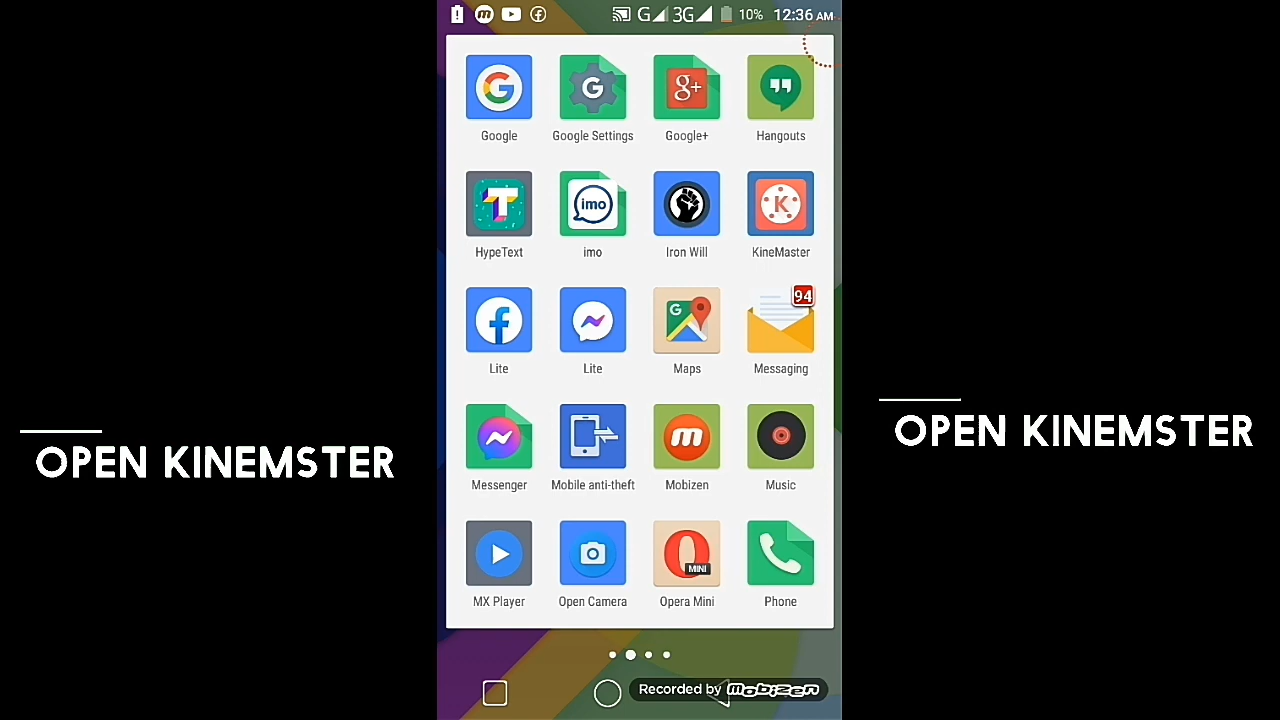 G 3G 10% 12:36 AM
Google Google Settings Google+ Hangouts
HypeText imo Iron Will KineMaster
94
Lite Lite Maps Messaging
Messenger Mobile anti-theft Mobizen Music
MINI
MX Player Open Camera Opera Mini Phone
Recorded by mobizen
OPEN KINEMSTER
OPEN KINEMSTER